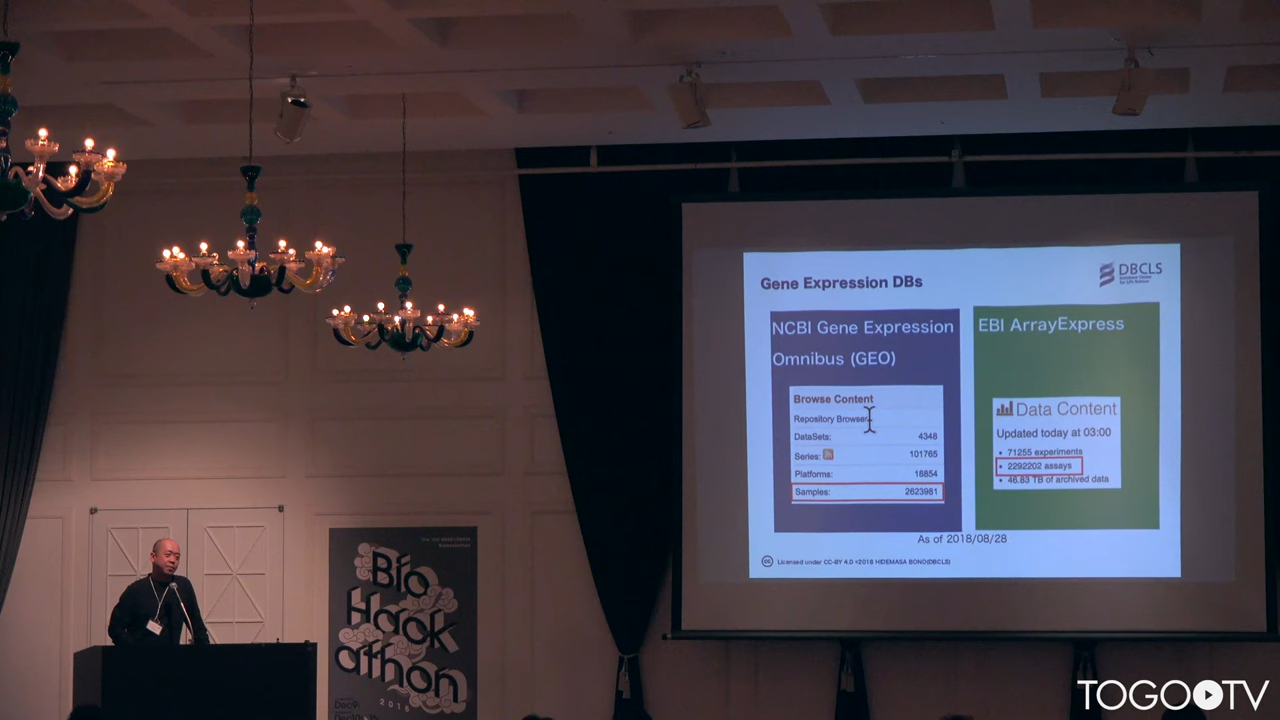 Gene Expression DBs
DBCLS
NCBI Gene Expression
Omnibus (GEO)
Browse Content
Repository Browser
DataSets: 4348
Series: 101765
Platforms: 18854
Samples: 2623981
EBI ArrayExpress
Data Content
Updated today at 03:00
71255 experiments
2292202 assays
46.83 TB of archived data
As of 2018/08/28
Licensed under CC-BY 4.0 ©2018 HIDEMASA BONO(DBCLS)
Bio
Hack
athon
2018
TOGOTV